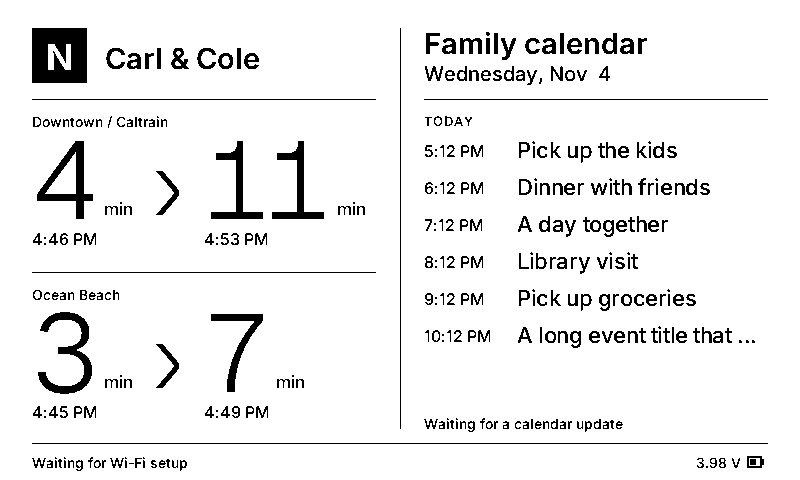 N Carl & Cole
Downtown / Caltrain
4 min > 11 min
4:46 PM 4:53 PM
Ocean Beach
3 min > 7 min
4:45 PM 4:49 PM
Family calendar
Wednesday, Nov 4
TODAY
5:12 PM Pick up the kids
6:12 PM Dinner with friends
7:12 PM A day together
8:12 PM Library visit
9:12 PM Pick up groceries
10:12 PM A long event title that ...
Waiting for a calendar update
Waiting for Wi-Fi setup
3.98 V